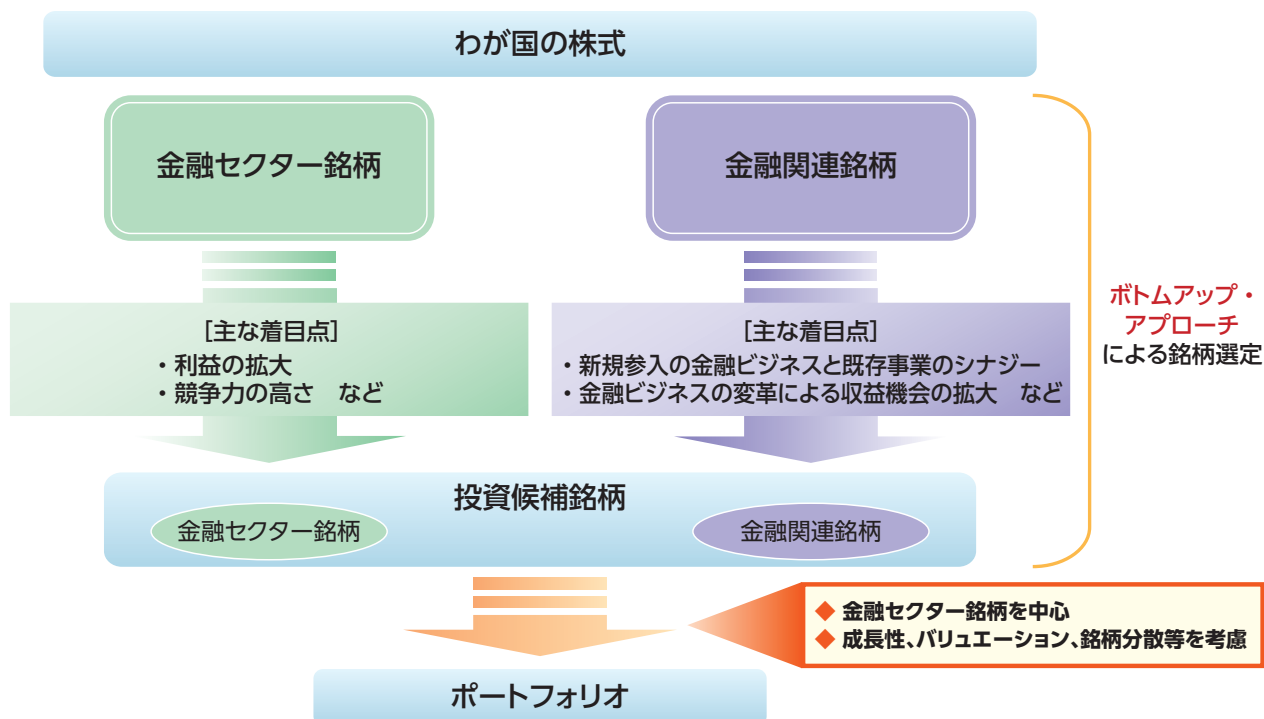 わが国の株式
金融セクター銘柄
金融関連銘柄
［主な着目点］
・利益の拡大
・競争力の高さ　など
［主な着目点］
・新規参入の金融ビジネスと既存事業のシナジー
・金融ビジネスの変革による収益機会の拡大　など
ボトムアップ・
アプローチ
による銘柄選定
投資候補銘柄
金融セクター銘柄
金融関連銘柄
◆ 金融セクター銘柄を中心
◆ 成長性、バリュエーション、銘柄分散等を考慮
ポートフォリオ